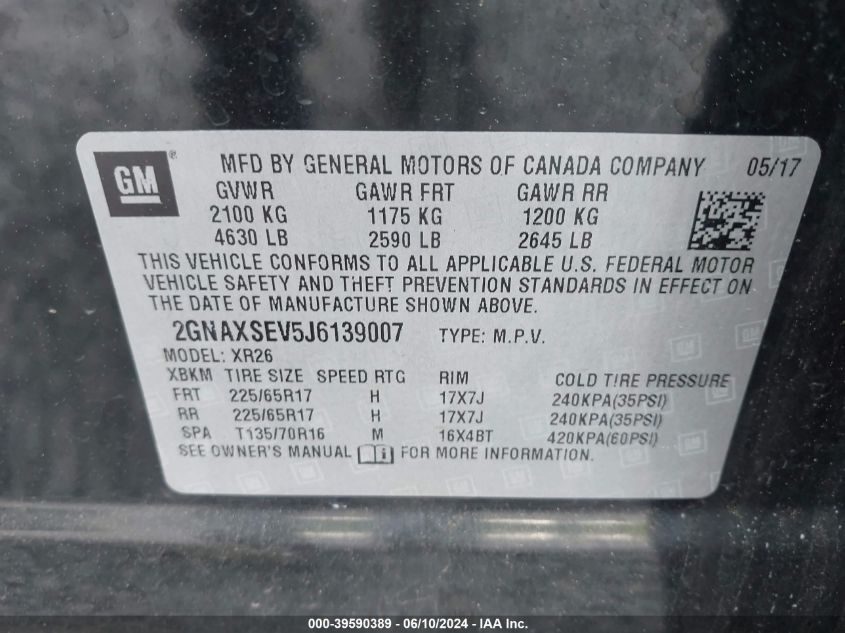 GM ® MFD BY GENERAL MOTORS OF CANADA COMPANY 05/17
GVWR GAWR FRT GAWR RR
2100 KG 1175 KG 1200 KG
4630 LB 2590 LB 2645 LB
THIS VEHICLE CONFORMS TO ALL APPLICABLE U.S. FEDERAL MOTOR
VEHICLE SAFETY AND THEFT PREVENTION STANDARDS IN EFFECT ON
THE DATE OF MANUFACTURE SHOWN ABOVE.
2GNAXSEV5J6139007 TYPE: M.P.V.
MODEL: XR26
XBKM TIRE SIZE SPEED RTG RIM COLD TIRE PRESSURE
FRT 225/65R17 H 17X7J 240KPA(35PSI)
RR 225/65R17 H 17X7J 240KPA(35PSI)
SPA T135/70R16 M 16X4BT 420KPA(60PSI)
SEE OWNER'S MANUAL i FOR MORE INFORMATION.
000-39590389 - 06/10/2024 - IAA Inc.